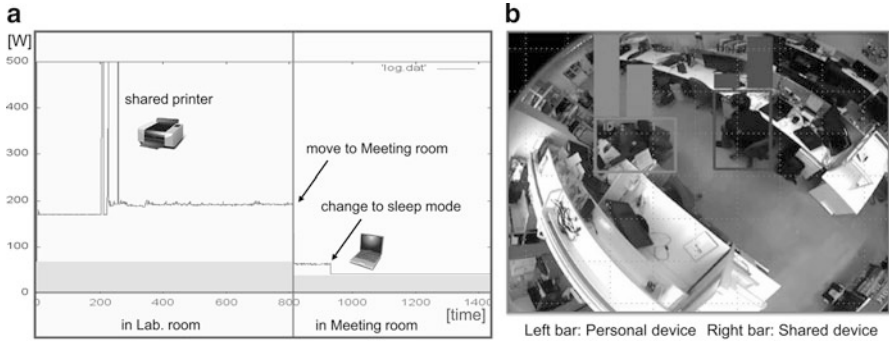 a
[W]
500
400
300
200
100
0
'log.dat'
shared printer
move to Meeting room
change to sleep mode
0 200 400 600 800 1000 1200 1400
[time]
in Lab. room
in Meeting room
b
Left bar: Personal device Right bar: Shared device